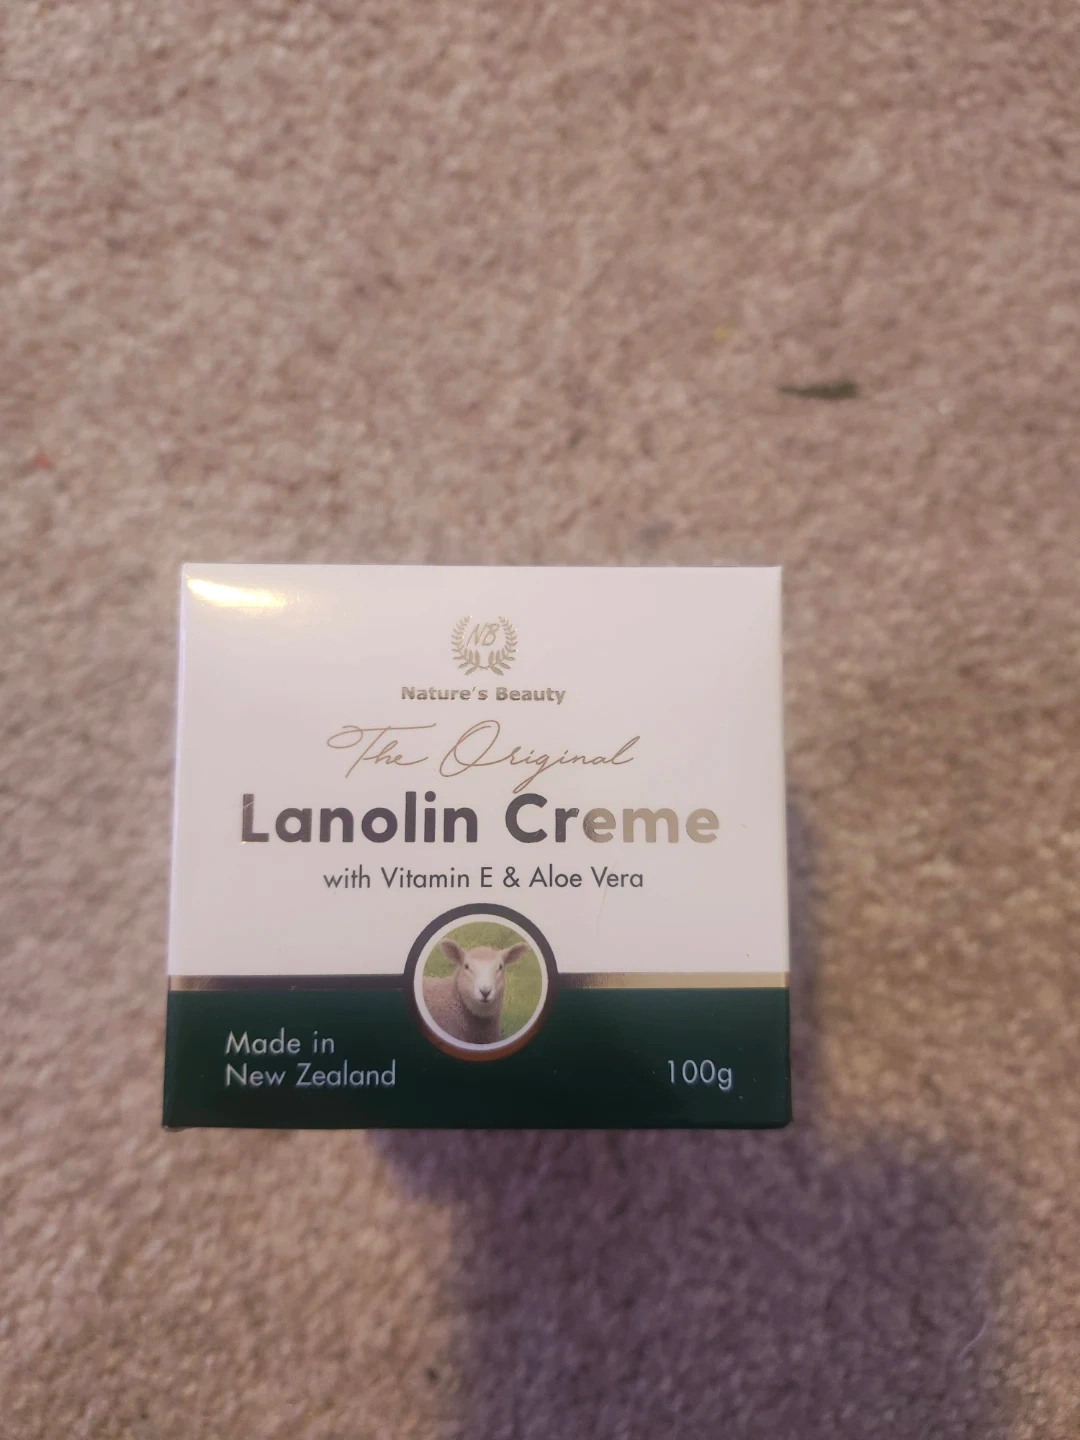 NB
Nature's Beauty
The Original
Lanolin Creme
with Vitamin E & Aloe Vera
Made in
New Zealand
100g